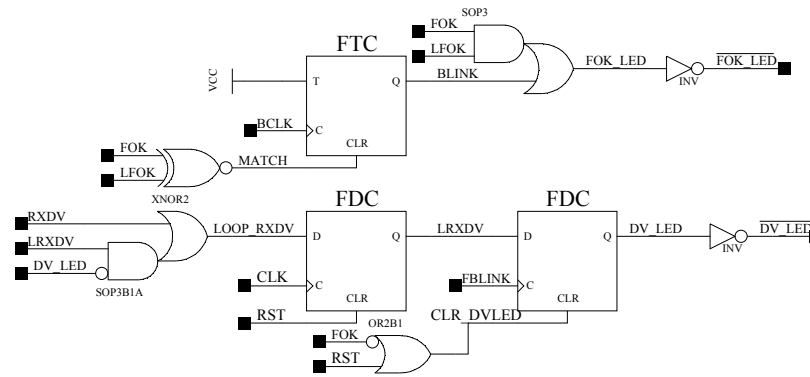 SOP3
FOK
LFOK
FTC
VCC
T
Q
BLINK
FOK_LED
INV
FOK_LED
BCLK
C
CLR
FOK
LFOK
MATCH
XNOR2
RXDV
LRXDV
DV_LED
SOP3B1A
LOOP_RXDV
FDC
D
Q
LRXDV
FDC
D
Q
DV_LED
INV
DV_LED
CLK
C
CLR
FBLINK
C
CLR
RST
OR2B1
CLR_DVLED
FOK
RST